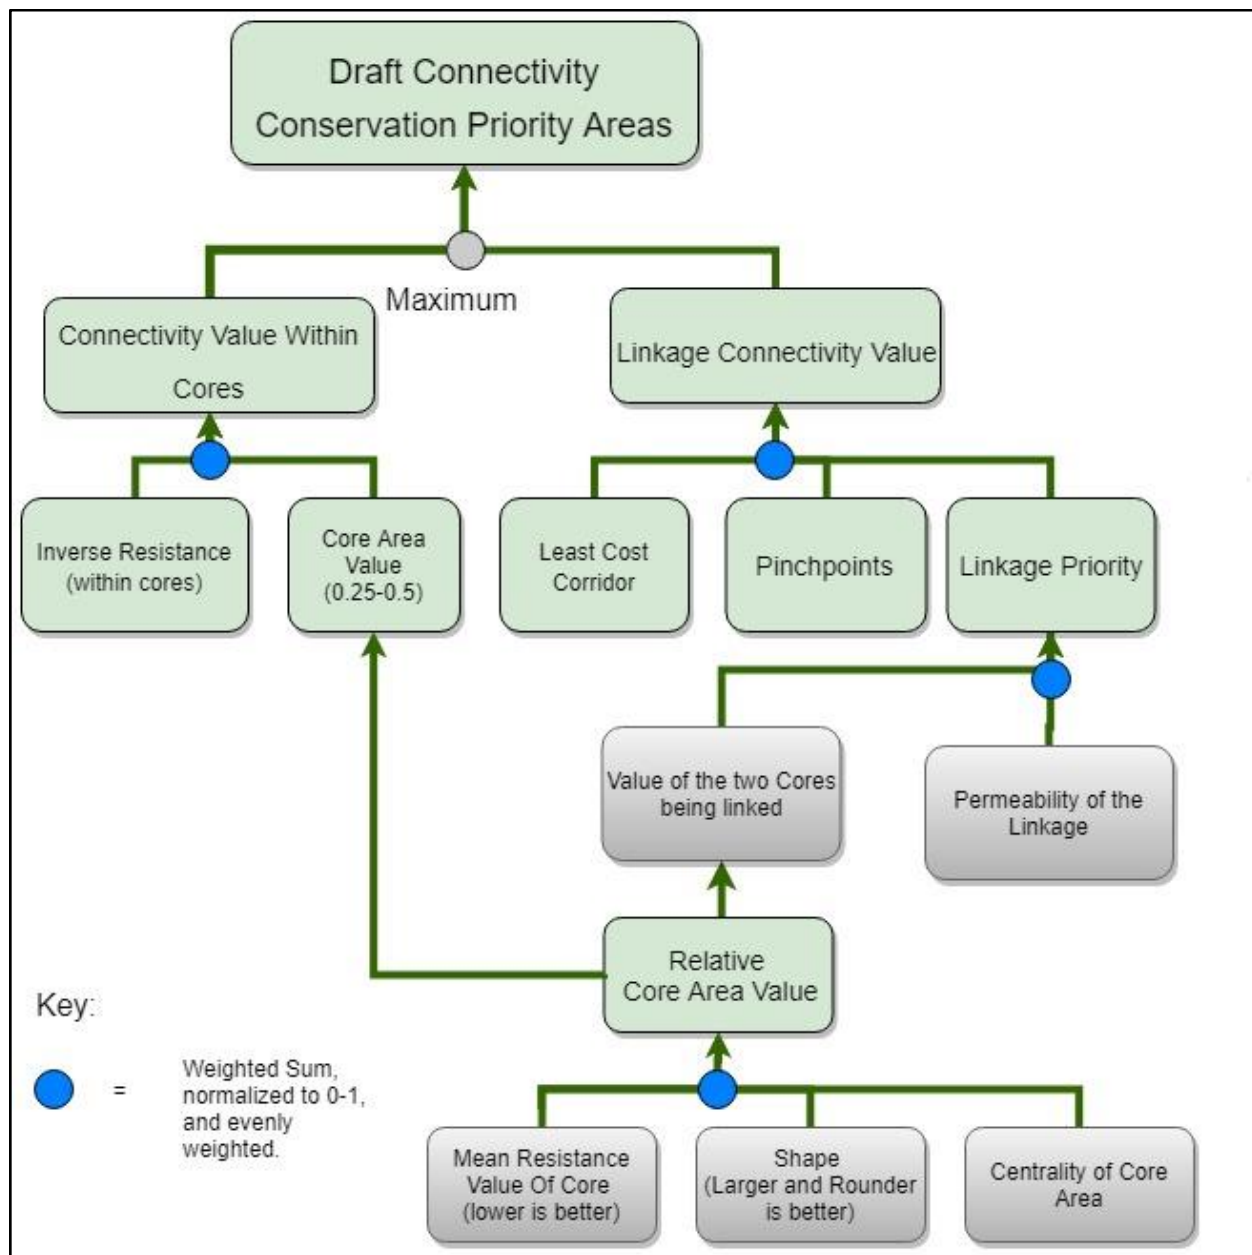 Draft Connectivity
Conservation Priority Areas
Maximum
Connectivity Value Within
Cores
Linkage Connectivity Value
Inverse Resistance
(within cores)
Core Area
Value
(0.25-0.5)
Least Cost
Corridor
Pinchpoints
Linkage Priority
Value of the two Cores
being linked
Permeability of the
Linkage
Relative
Core Area Value
Key:
=
Weighted Sum,
normalized to 0-1,
and evenly
weighted.
Mean Resistance
Value Of Core
(lower is better)
Shape
(Larger and Rounder
is better)
Centrality of Core
Area